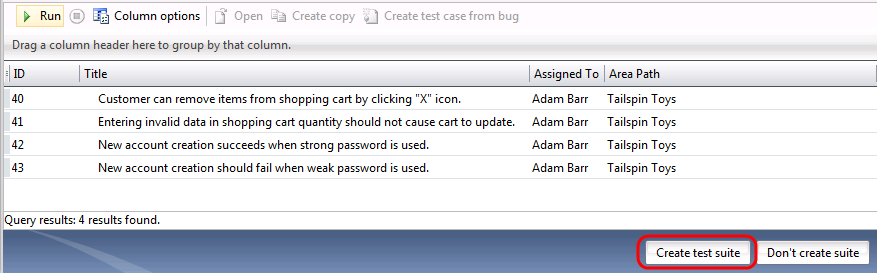 Run Column options Open Create copy Create test case from bug
Drag a column header here to group by that column.
ID Title Assigned To Area Path
40 Customer can remove items from shopping cart by clicking "X" icon. Adam Barr Tailspin Toys
41 Entering invalid data in shopping cart quantity should not cause cart to update. Adam Barr Tailspin Toys
42 New account creation succeeds when strong password is used. Adam Barr Tailspin Toys
43 New account creation should fail when weak password is used. Adam Barr Tailspin Toys
Query results: 4 results found.
Create test suite Don't create suite